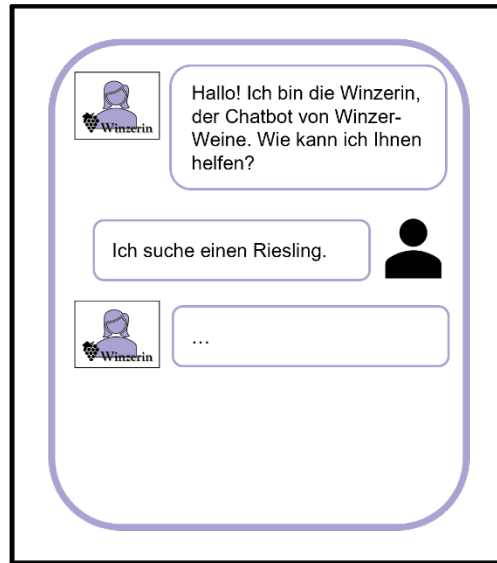 Winzerin
Hallo! Ich bin die Winzerin,
der Chatbot von Winzer-
Weine. Wie kann ich Ihnen
helfen?
Ich suche einen Riesling.
Winzerin
...